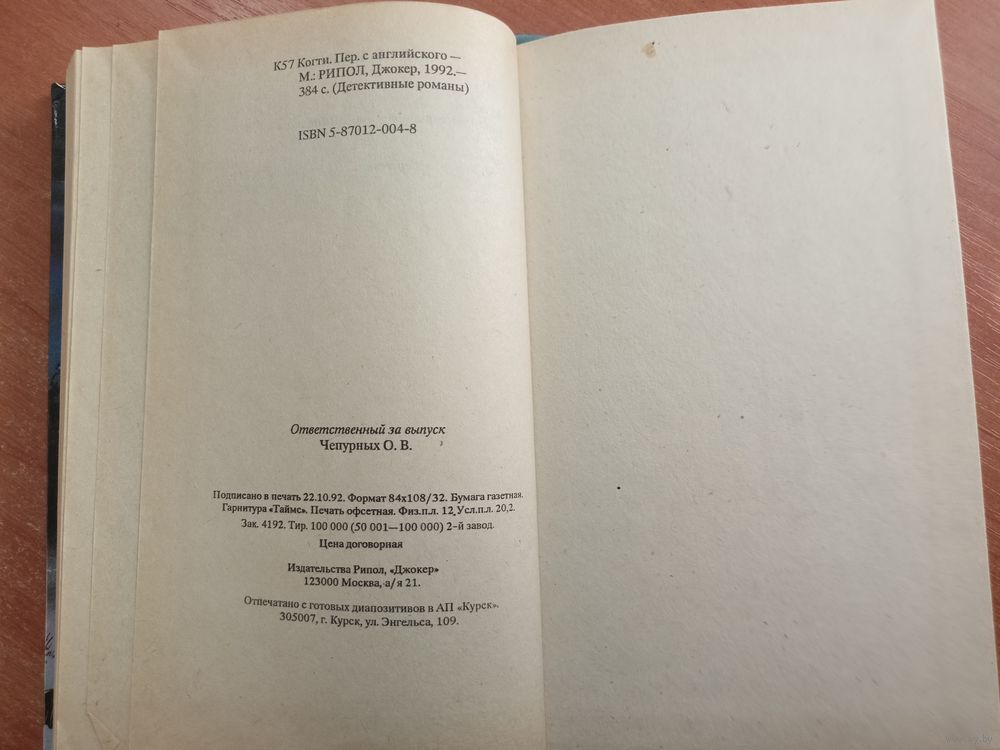 К57 Когти. Пер. с английского —
М.: РИПОЛ, Джокер, 1992.—
384 с. (Детективные романы)
ISBN 5-87012-004-8
Ответственный за выпуск
Чепурных О. В.
Подписано в печать 22.10.92. Формат 84х108/32. Бумага газетная.
Гарнитура «Таймс». Печать офсетная. Физ.п.л. 12. Усл.п.л. 20,2.
Зак. 4192. Тир. 100 000 (50 001—100 000) 2-й завод.
Цена договорная
Издательства Рипол, «Джокер»
123000 Москва, а/я 21.
Отпечатано с готовых диапозитивов в АП «Курск».
305007, г. Курск, ул. Энгельса, 109.